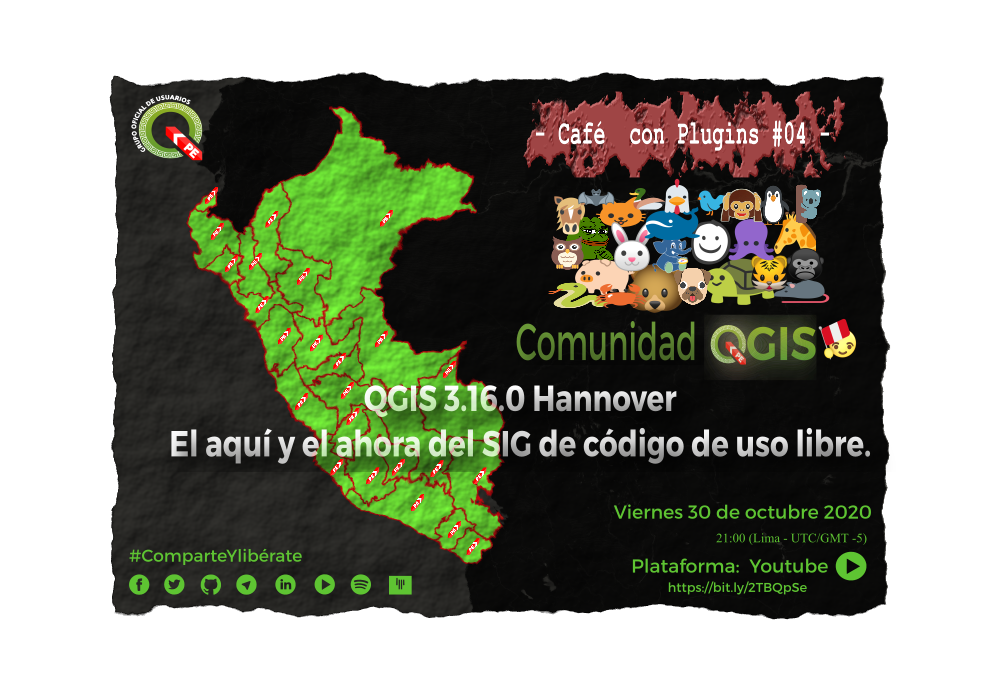 GRUPO OFICIAL DE USUARIOS
PE
- Café con Plugins #04 -
Comunidad QGIS
PE
QGIS 3.16.0 Hannover
El aquí y el ahora del SIG de código de uso libre.
Viernes 30 de octubre 2020
21:00 (Lima - UTC/GMT -5)
#ComparteYlibérate
Plataforma: Youtube
https://bit.ly/2TBQpSe